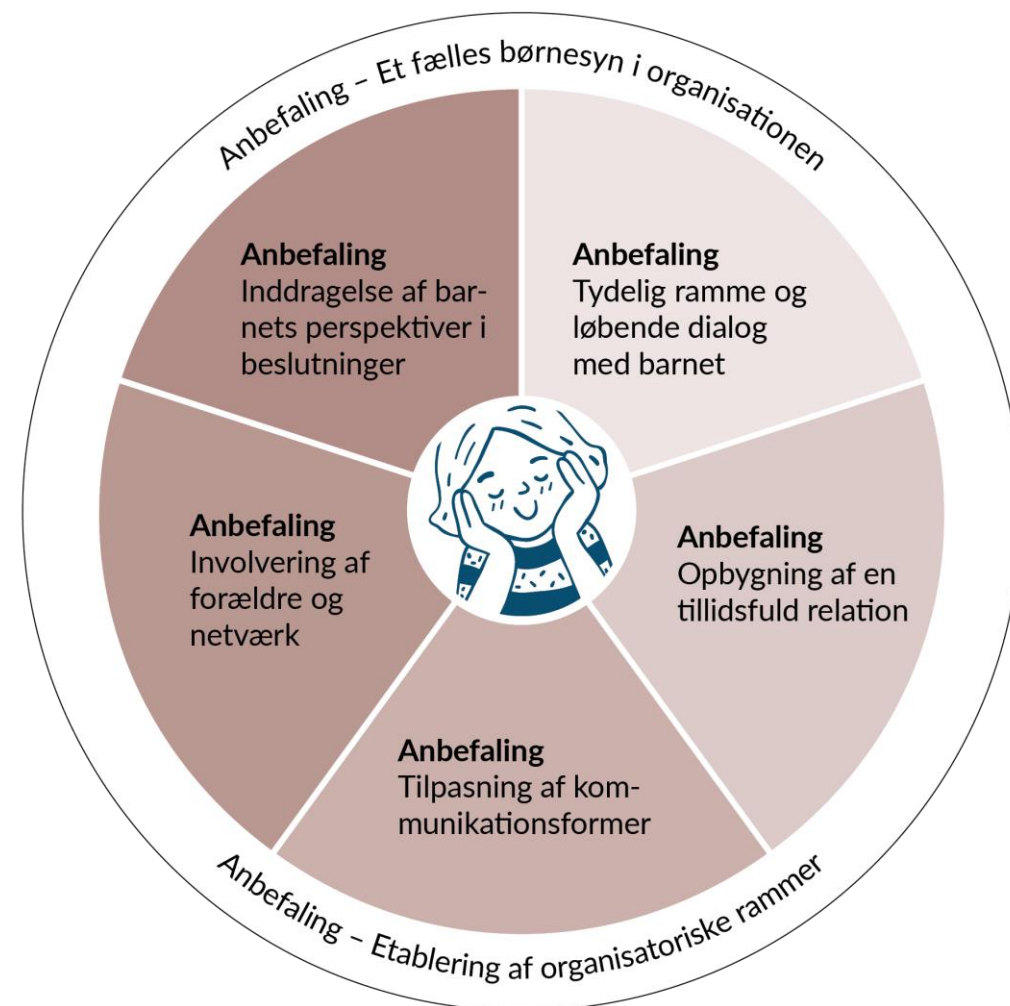 Anbefaling – Et fælles børnesyn i organisationen
Anbefaling
Inddragelse af bar-
nets perspektiver i
beslutninger
Anbefaling
Tydelig ramme og
løbende dialog
med barnet
Anbefaling
Involvering af
forældre og
netværk
Anbefaling
Opbygning af en
tillidsfuld relation
Anbefaling
Tilpasning af kom-
munikationsformer
Anbefaling – Etablering af organisatoriske rammer